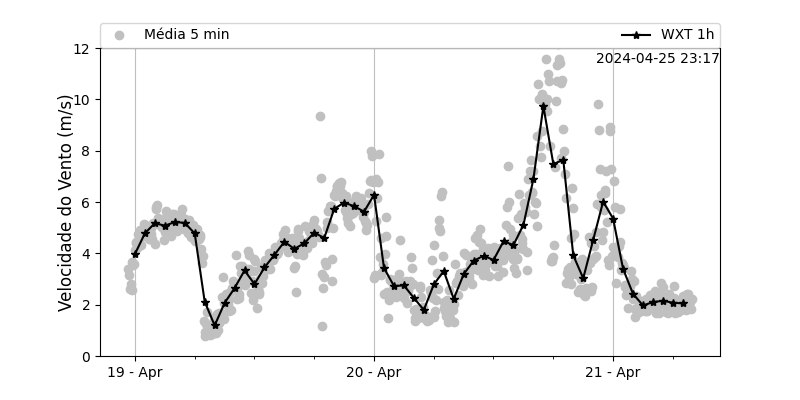 Média 5 min
WXT 1h
2024-04-25 23:17
Velocidade do Vento (m/s)
12
10
8
6
4
2
0
19 - Apr
20 - Apr
21 - Apr